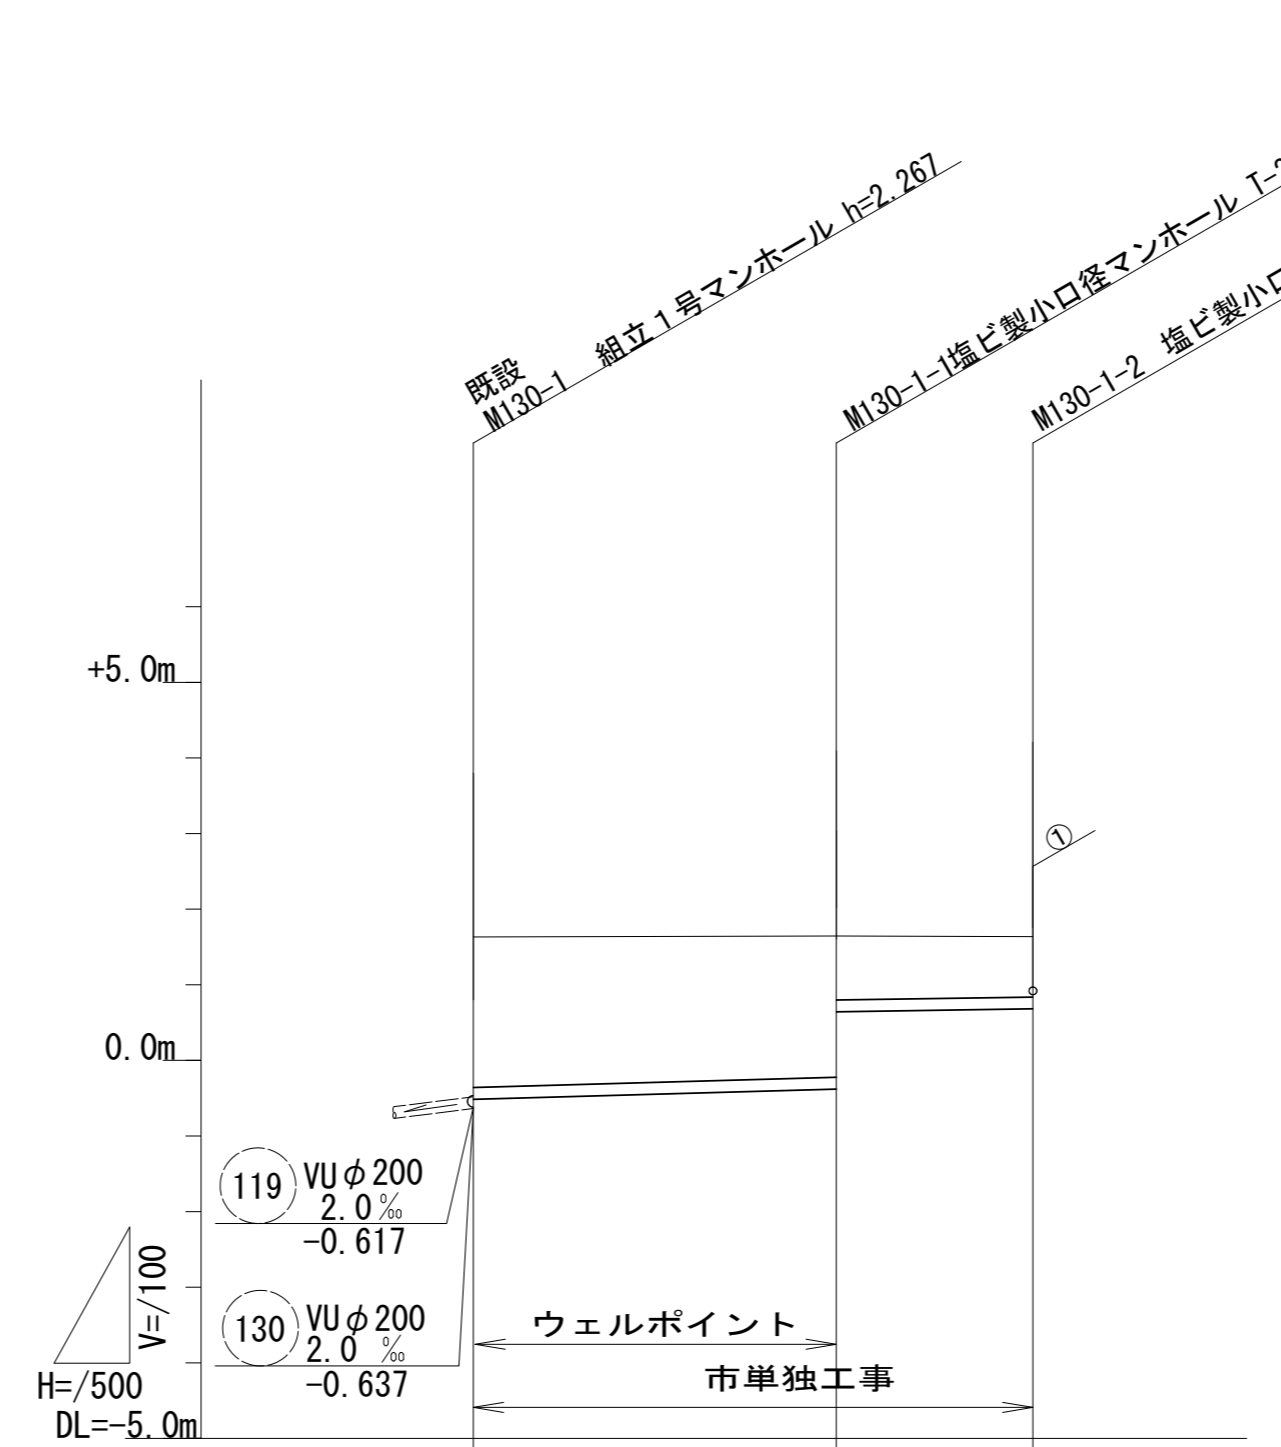 既設
M130-1 組立1号マンホール h=2.267
M130-1-1塩ビ製小口径マンホール T-
M130-1-2 塩ビ製小口
+5.0m
①
0.0m
119 VUφ200
2.0‰
-0.617
130 VUφ200
2.0 ‰
-0.637
V=/100
H=/500
DL=-5.0m
ウェルポイント
市単独工事